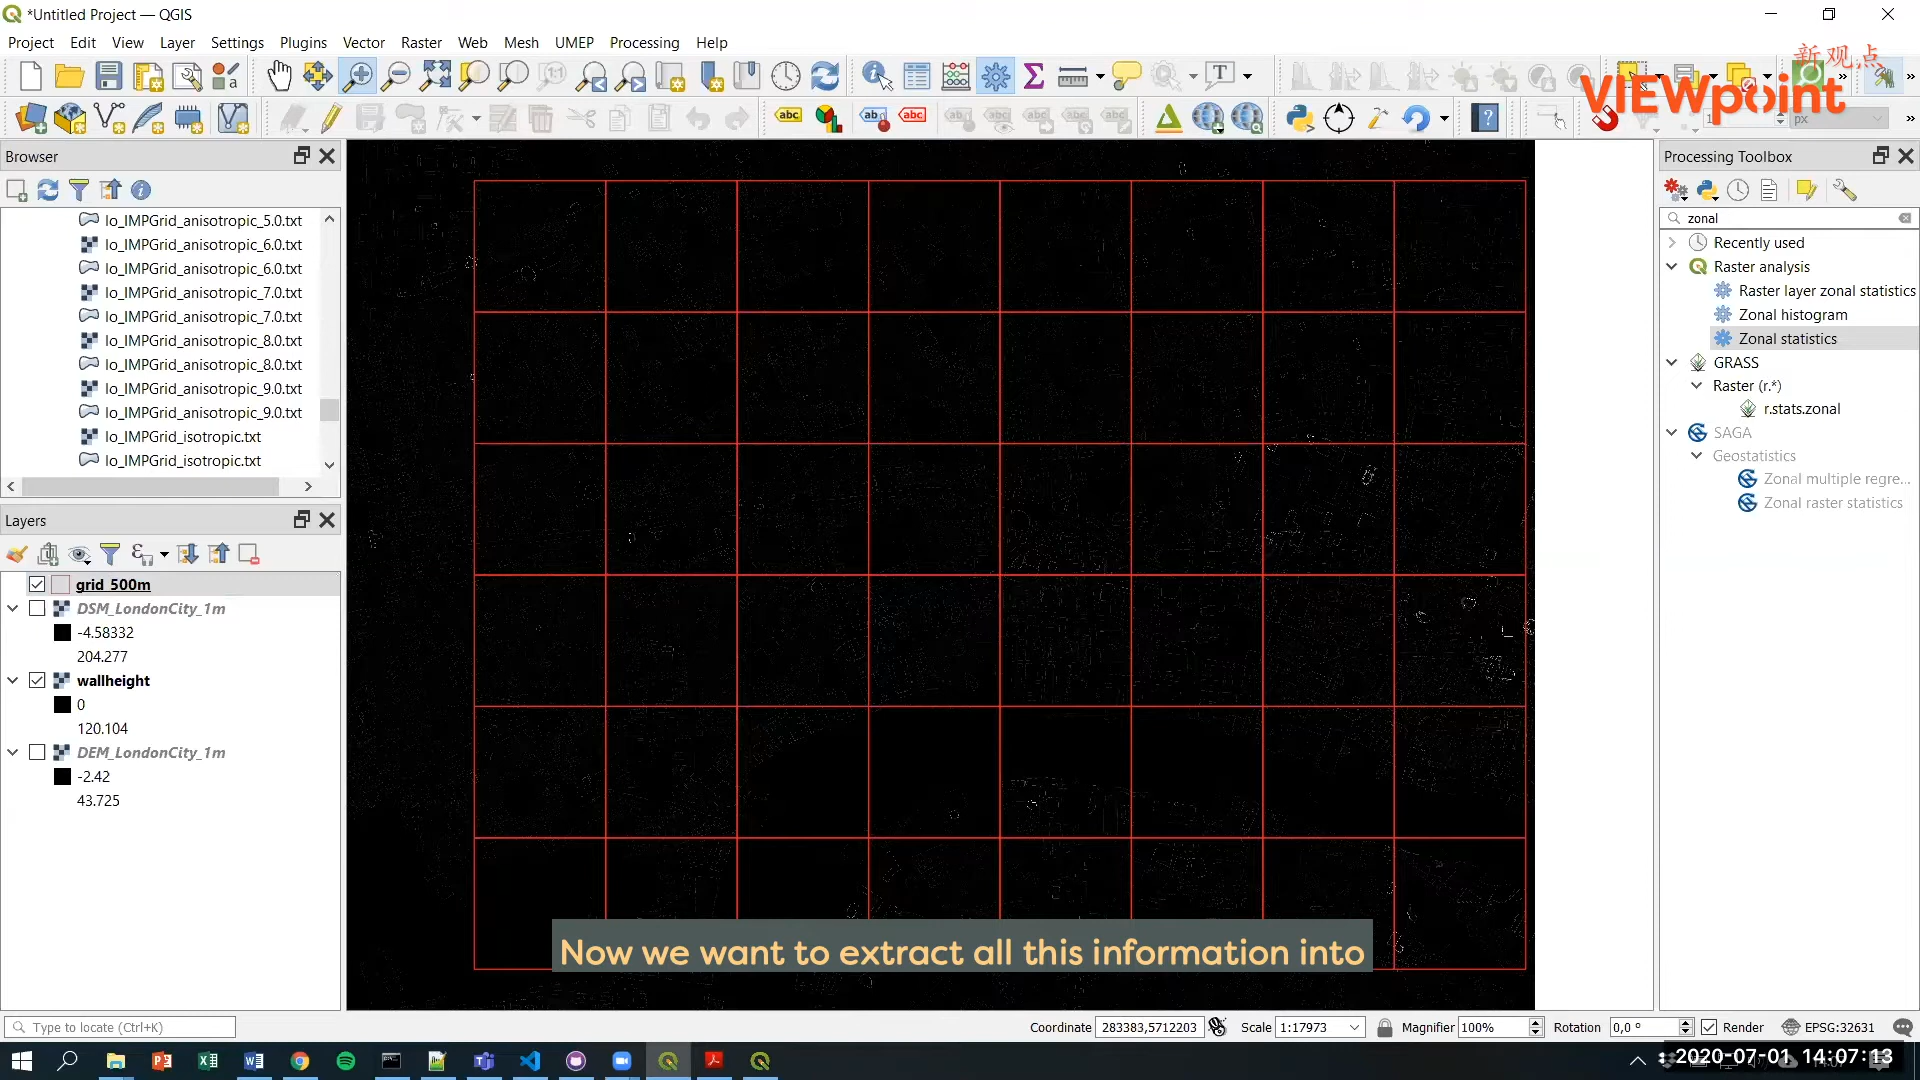 *Untitled Project — QGIS
Project Edit View Layer Settings Plugins Vector Raster Web Mesh UMEP Processing Help
新观点
VIEWpoint
px
Browser
lo_IMPGrid_anisotropic_5.0.txt
lo_IMPGrid_anisotropic_6.0.txt
lo_IMPGrid_anisotropic_6.0.txt
lo_IMPGrid_anisotropic_7.0.txt
lo_IMPGrid_anisotropic_7.0.txt
lo_IMPGrid_anisotropic_8.0.txt
lo_IMPGrid_anisotropic_8.0.txt
lo_IMPGrid_anisotropic_9.0.txt
lo_IMPGrid_anisotropic_9.0.txt
lo_IMPGrid_isotropic.txt
lo_IMPGrid_isotropic.txt
Layers
grid_500m
DSM_LondonCity_1m
-4.58332
204.277
wallheight
0
120.104
DEM_LondonCity_1m
-2.42
43.725
Now we want to extract all this information into
Processing Toolbox
zonal
Recently used
Raster analysis
Raster layer zonal statistics
Zonal histogram
Zonal statistics
GRASS
Raster (r.*)
r.stats.zonal
SAGA
Geostatistics
Zonal multiple regre...
Zonal raster statistics
Type to locate (Ctrl+K)
Coordinate 283383,5712203 Scale 1:17973 Magnifier 100% Rotation 0,0 ° Render EPSG:32631
2020-07-01 14:07:13